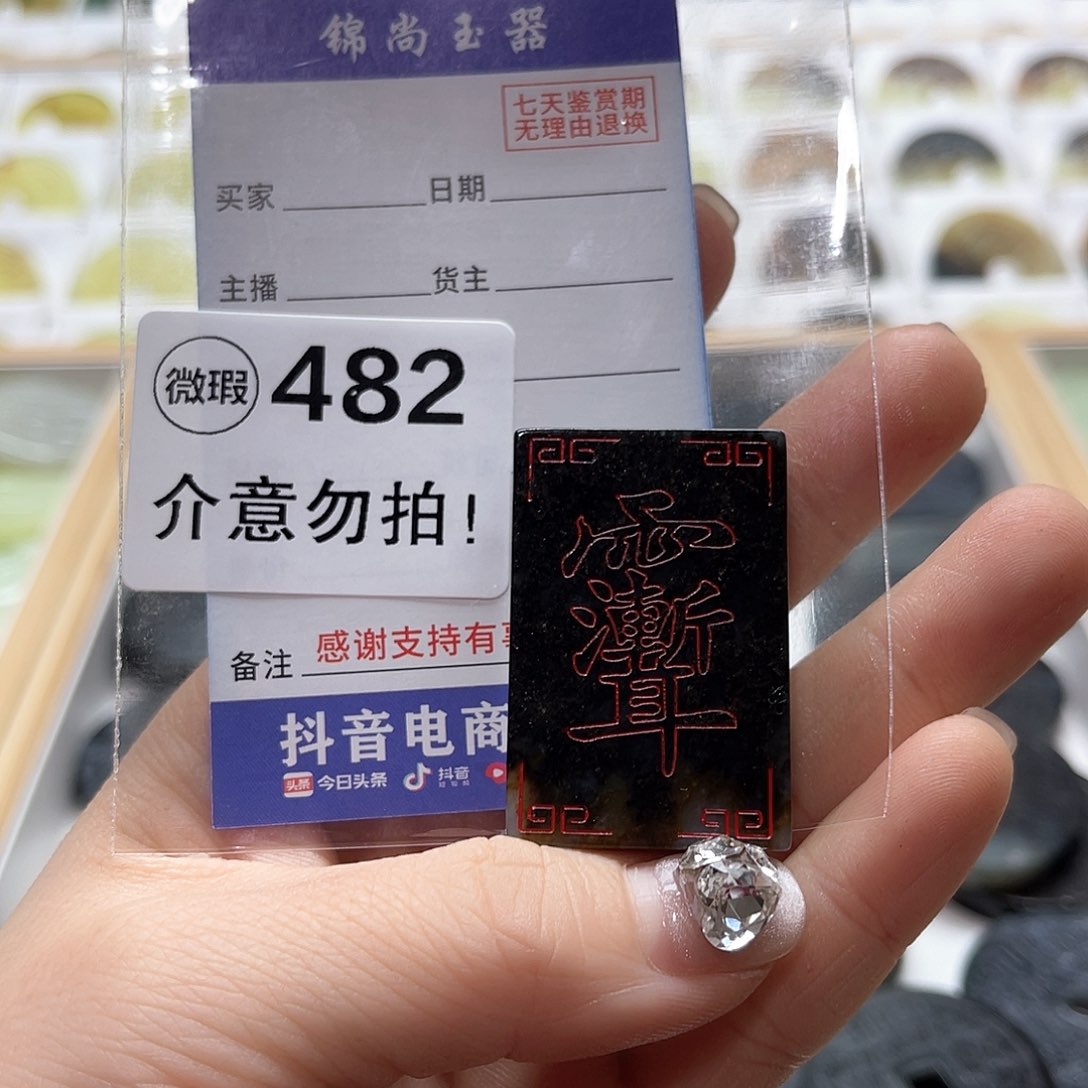 锦尚玉器
七天鉴赏期
无理由退换
买家 日期
主播 货主
微瑕 482
介意勿拍!
备注 感谢支持有
抖音电商
头条 今日头条 抖音